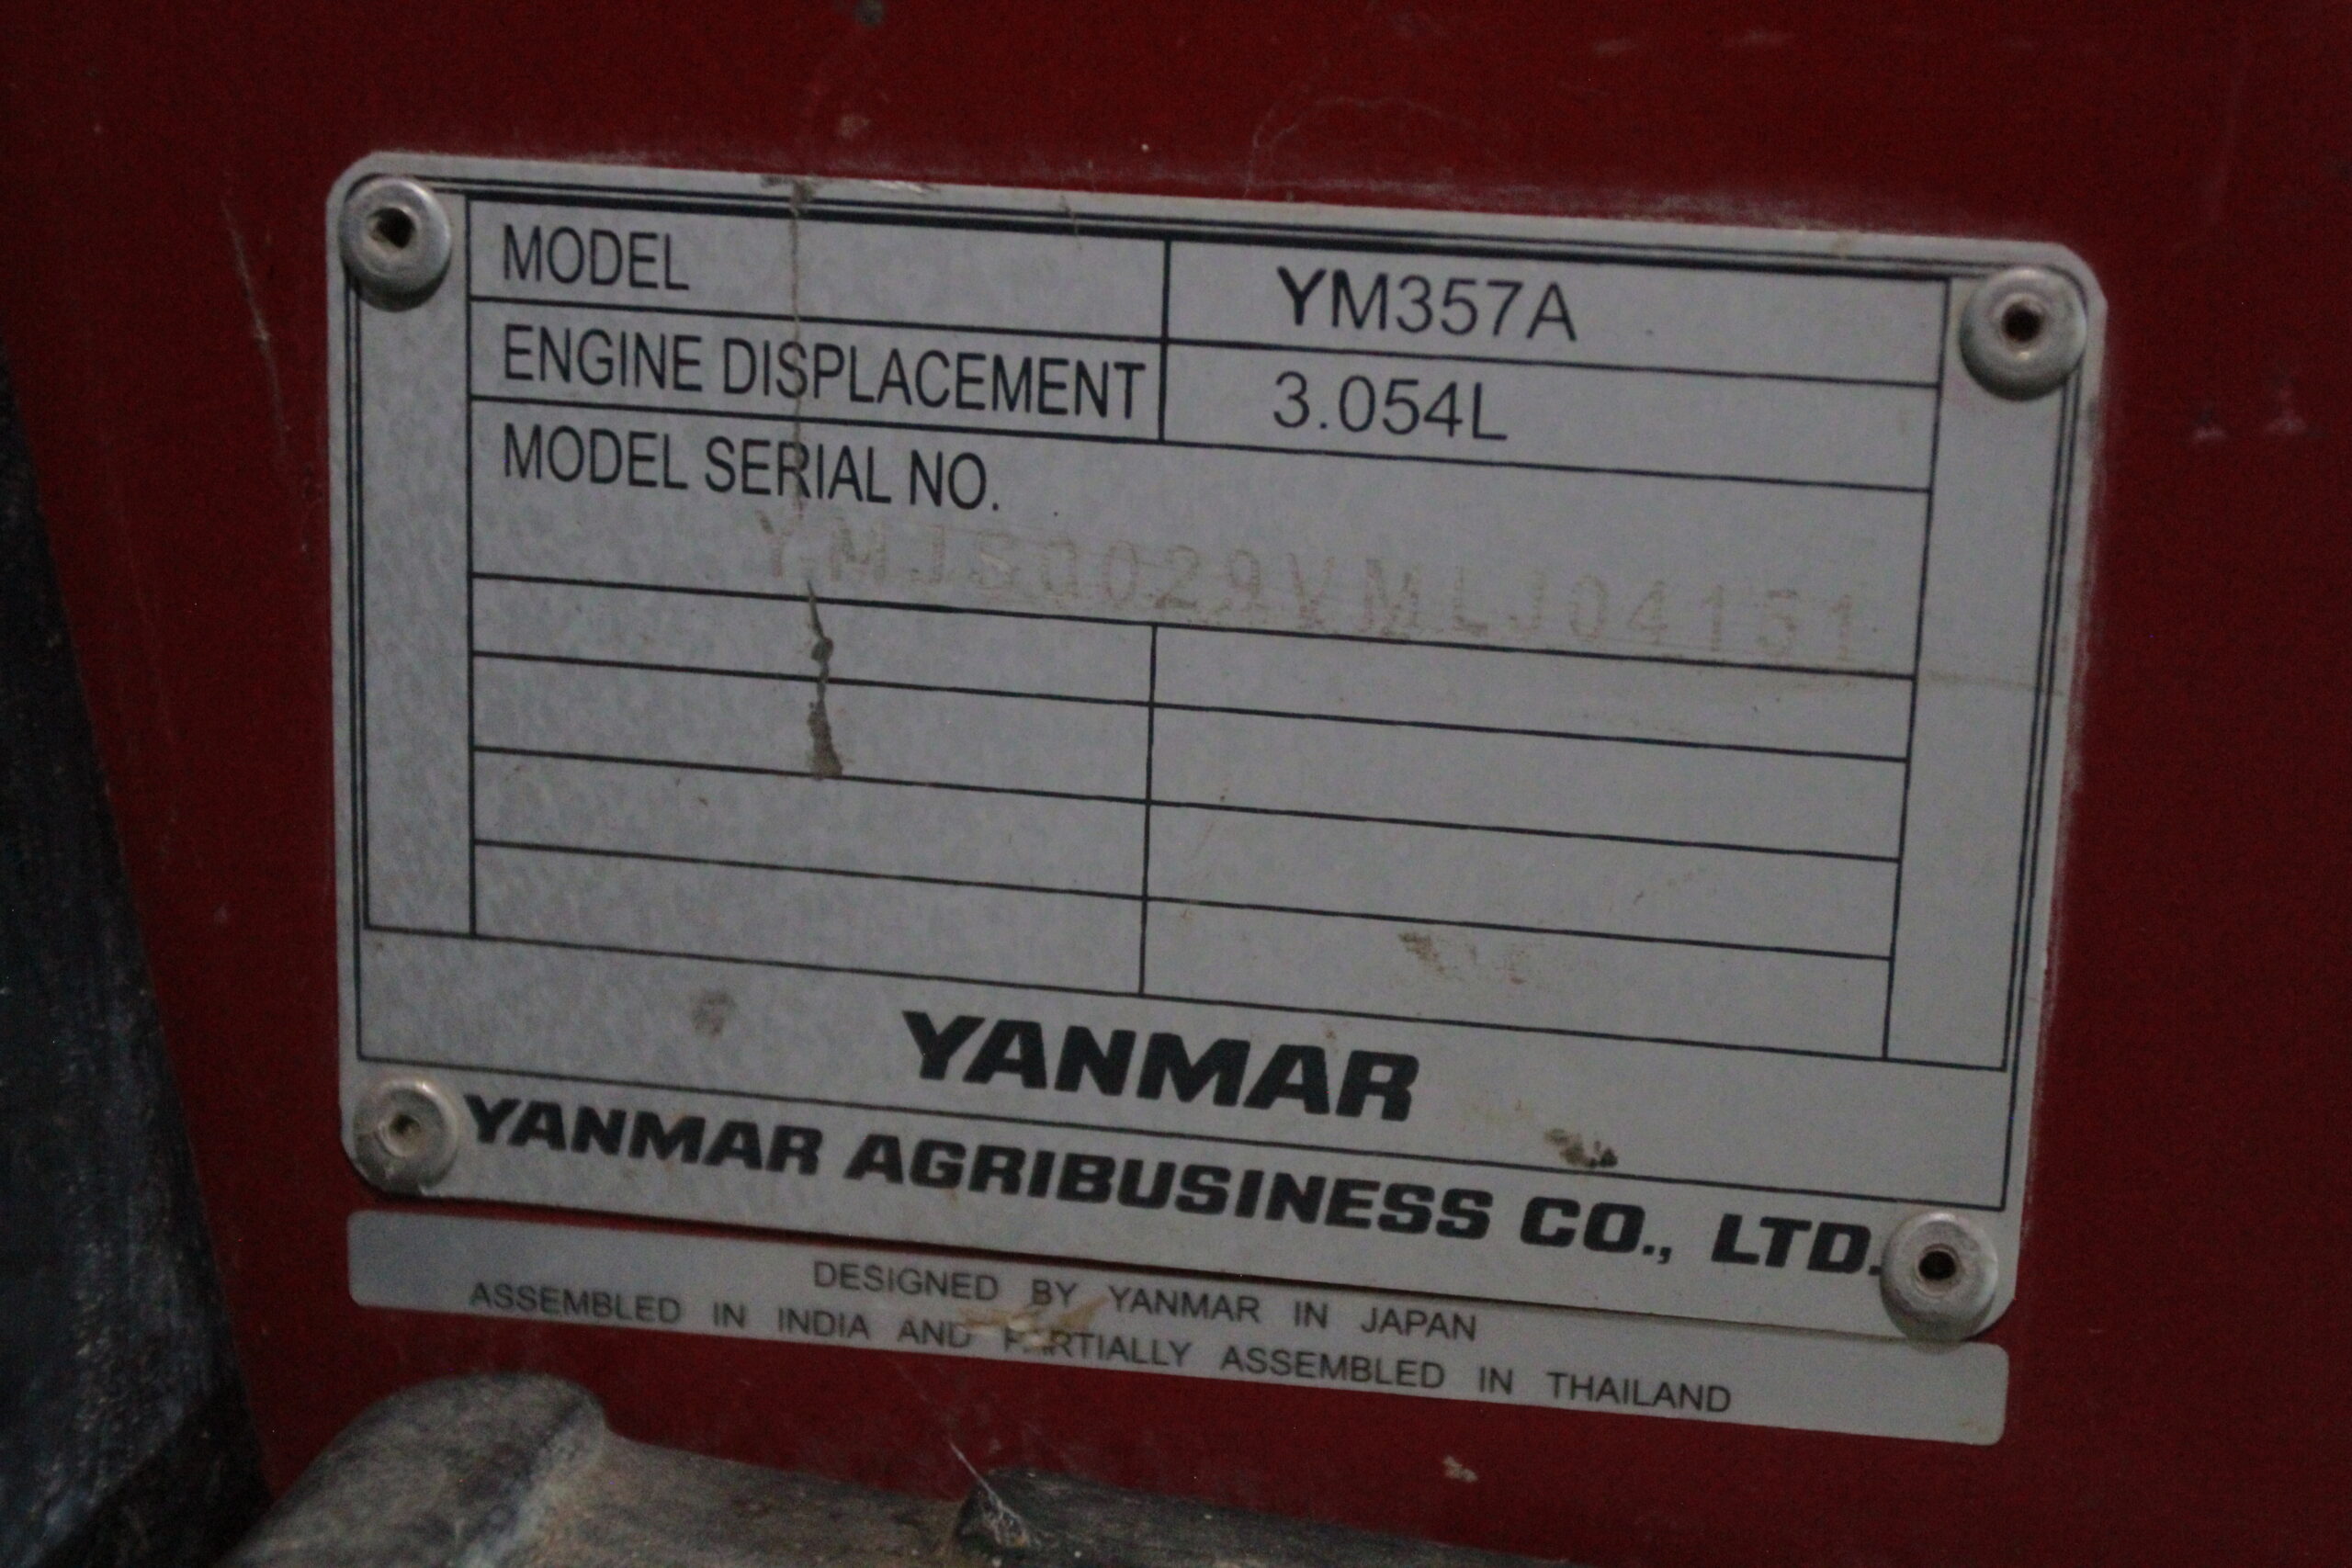 MODEL YM357A
ENGINE DISPLACEMENT 3.054L
MODEL SERIAL NO.
YANMAR
YANMAR AGRIBUSINESS CO., LTD.
DESIGNED BY YANMAR IN JAPAN
ASSEMBLED IN INDIA AND PARTIALLY ASSEMBLED IN THAILAND